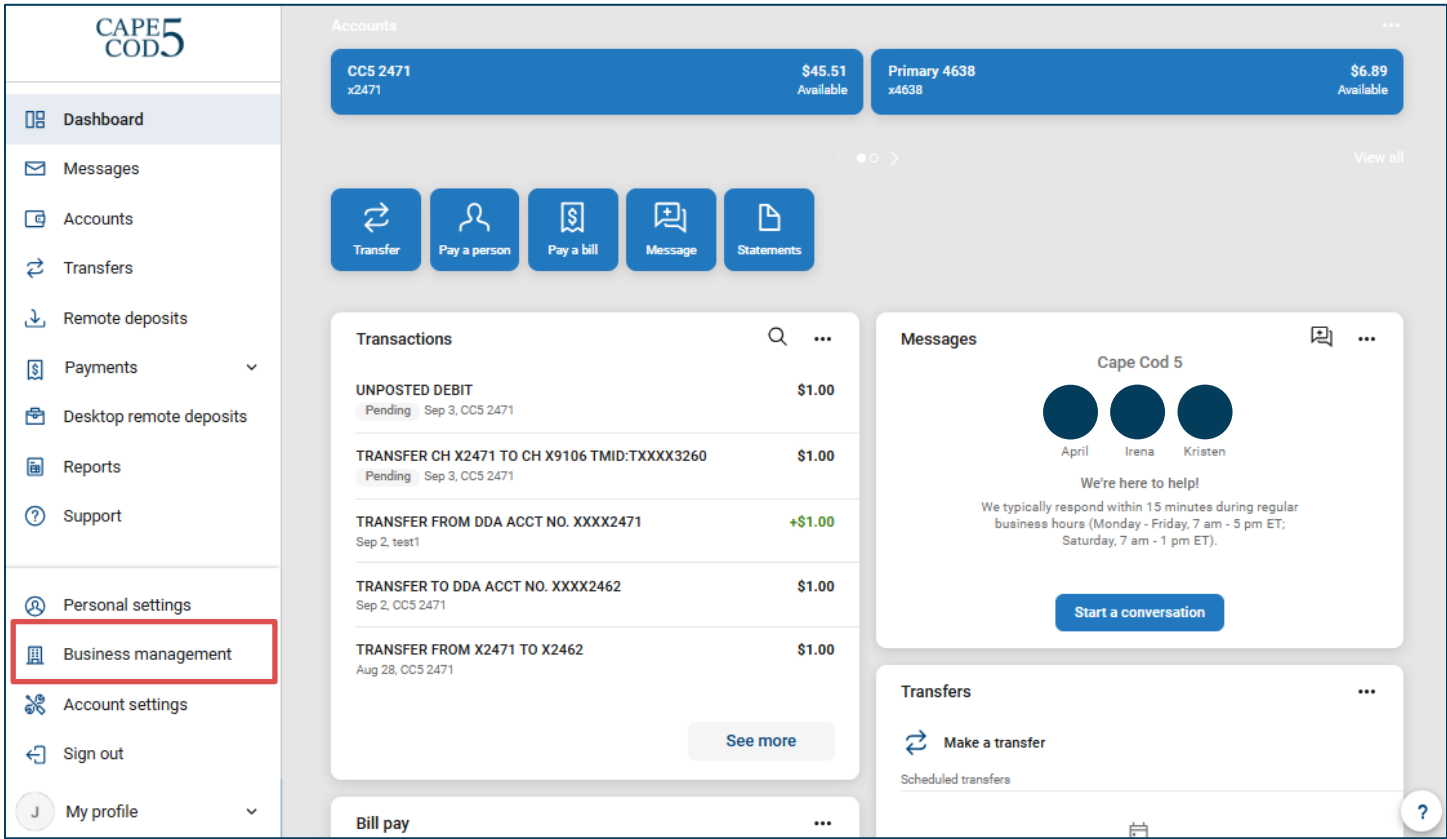 CAPE 5
COD
Dashboard
Messages
Accounts
Transfers
Remote deposits
Payments
Desktop remote deposits
Reports
Support
Personal settings
Business management
Account settings
Sign out
J My profile
Accounts
CC5 2471 $45.51
x2471 Available
Primary 4638 $6.89
x4638 Available
View all
Transfer
Pay a person
Pay a bill
Message
Statements
Transactions
UNPOSTED DEBIT $1.00
Pending Sep 3, CC5 2471
TRANSFER CH X2471 TO CH X9106 TMID:TXXXX3260 $1.00
Pending Sep 3, CC5 2471
TRANSFER FROM DDA ACCT NO. XXXX2471 +$1.00
Sep 2, test1
TRANSFER TO DDA ACCT NO. XXXX2462 $1.00
Sep 2, CC5 2471
TRANSFER FROM X2471 TO X2462 $1.00
Aug 28, CC5 2471
See more
Bill pay
Messages
Cape Cod 5
April Irena Kristen
We're here to help!
We typically respond within 15 minutes during regular
business hours (Monday - Friday, 7 am - 5 pm ET;
Saturday, 7 am - 1 pm ET).
Start a conversation
Transfers
Make a transfer
Scheduled transfers
?